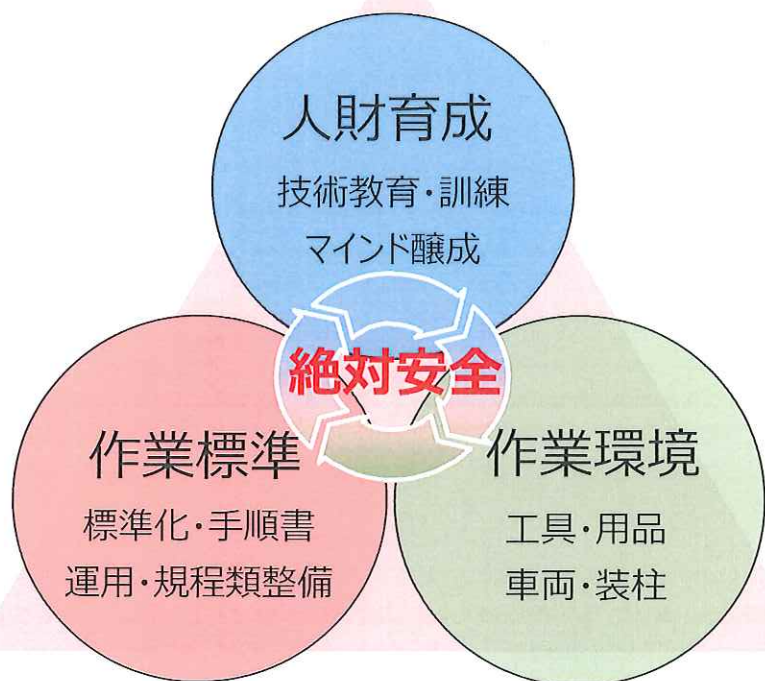 人財育成
技術教育・訓練
マインド醸成
絶対安全
作業標準
標準化・手順書
運用・規程類整備
作業環境
工具・用品
車両・装柱